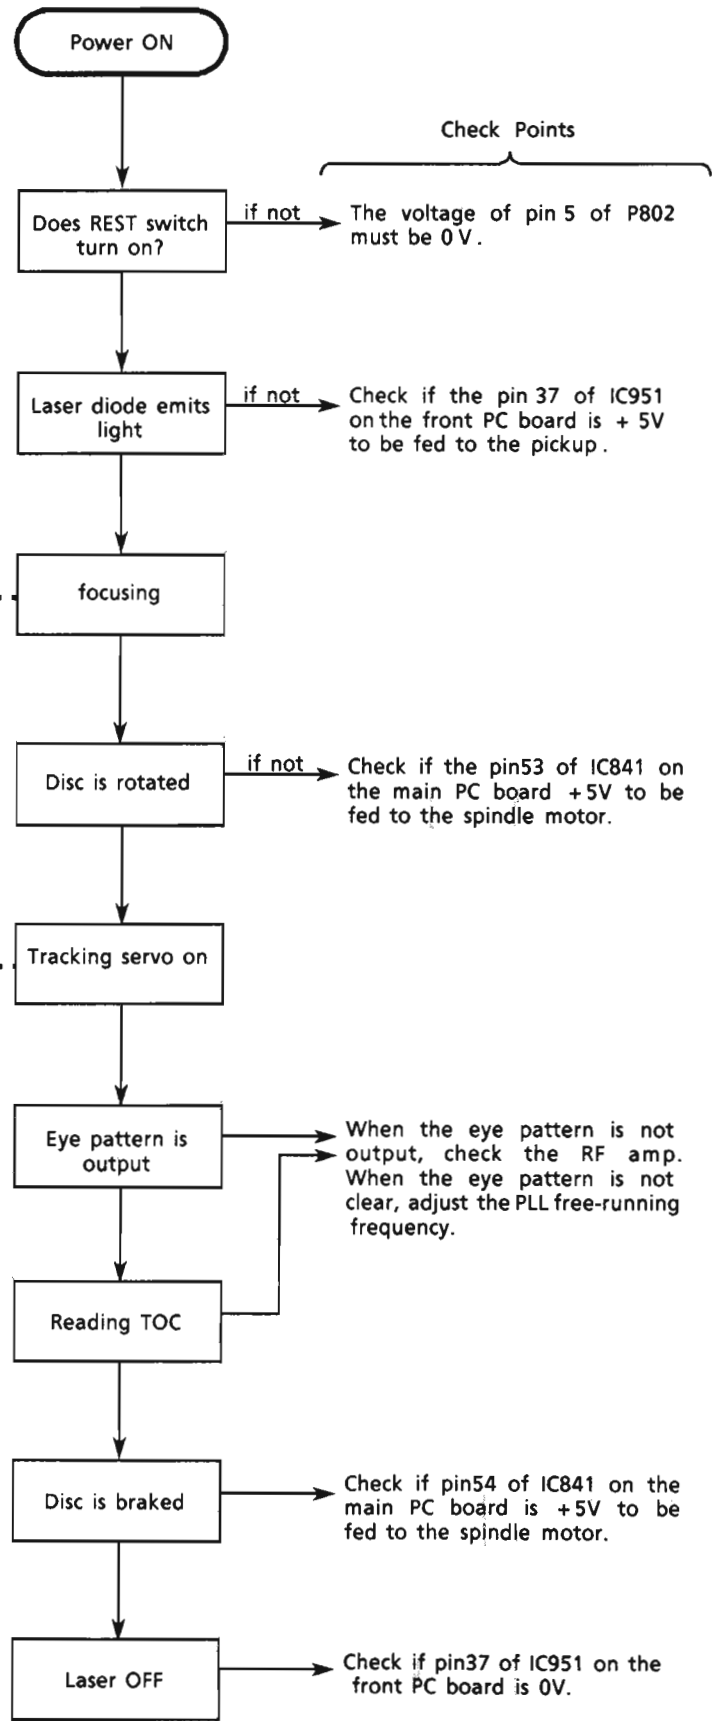 Power ON
Check Points
Does REST switch
turn on?
if not
The voltage of pin 5 of P802
must be 0V.
Laser diode emits
light
if not
Check if the pin 37 of IC951
on the front PC board is + 5V
to be fed to the pickup.
focusing
Disc is rotated
if not
Check if the pin53 of IC841 on
the main PC board +5V to be
fed to the spindle motor.
Tracking servo on
Eye pattern is
output
When the eye pattern is not
output, check the RF amp.
When the eye pattern is not
clear, adjust the PLL free-running
frequency.
Reading TOC
Disc is braked
Check if pin54 of IC841 on the
main PC board is +5V to be
fed to the spindle motor.
Laser OFF
Check if pin37 of IC951 on the
front PC board is 0V.